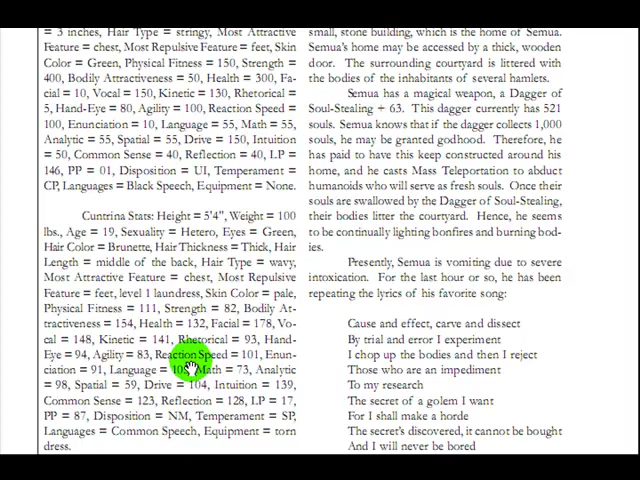 = 3 inches, Hair Type = stringy, Most Attractive
Feature = chest, Most Repulsive Feature = feet, Skin
Color = Green, Physical Fitness = 150, Strength =
400, Bodily Attractiveness = 50, Health = 300, Fa-
cial = 10, Vocal = 150, Kinetic = 130, Rhetorical =
5, Hand-Eye = 80, Agility = 100, Reaction Speed =
100, Enunciation = 10, Language = 55, Math = 55,
Analytic = 55, Spatial = 55, Drive = 150, Intuition
= 50, Common Sense = 40, Reflection = 40, LP =
146, PP = 01, Disposition = UI, Temperament =
CP, Languages = Black Speech, Equipment = None.
Cuntrina Stats: Height = 5'4", Weight = 100
lbs., Age = 19, Sexuality = Hetero, Eyes = Green,
Hair Color = Brunette, Hair Thickness = Thick, Hair
Length = middle of the back, Hair Type = wavy,
Most Attractive Feature = chest, Most Repulsive
Feature = feet, level 1 laundress, Skin Color = pale,
Physical Fitness = 111, Strength = 82, Bodily At-
tractiveness = 154, Health = 132, Facial = 178, Vo-
cal = 148, Kinetic = 141, Rhetorical = 93, Hand-
Eye = 94, Agility = 83, Reaction Speed = 101, Enun-
ciation = 91, Language = Math = 73, Analytic
= 98, Spatial = 59, Drive = 104, Intuition = 139,
Common Sense = 123, Reflection = 128, LP = 17,
PP = 87, Disposition = NM, Temperament = SP,
Languages = Common Speech, Equipment = torn
dress.
small, stone building, which is the home of Semua.
Semua's home may be accessed by a thick, wooden
door. The surrounding courtyard is littered with
the bodies of the inhabitants of several hamlets.
Semua has a magical weapon, a Dagger of
Soul-Stealing + 63. This dagger currently has 521
souls. Semua knows that if the dagger collects 1,000
souls, he may be granted godhood. Therefore, he
has paid to have this keep constructed around his
home, and he casts Mass Teleportation to abduct
humanoids who will serve as fresh souls. Once their
souls are swallowed by the Dagger of Soul-Stealing,
their bodies litter the courtyard. Hence, he seems
to be continually lighting bonfires and burning bod-
ies.
Presently, Semua is vomiting due to severe
intoxication. For the last hour or so, he has been
repeating the lyrics of his favorite song:
Cause and effect, carve and dissect
By trial and error I experiment
I chop up the bodies and then I reject
Those who are an impediment
To my research
The secret of a golem I want
For I shall make a horde
The secret's discovered, it cannot be bought
And I will never be bored